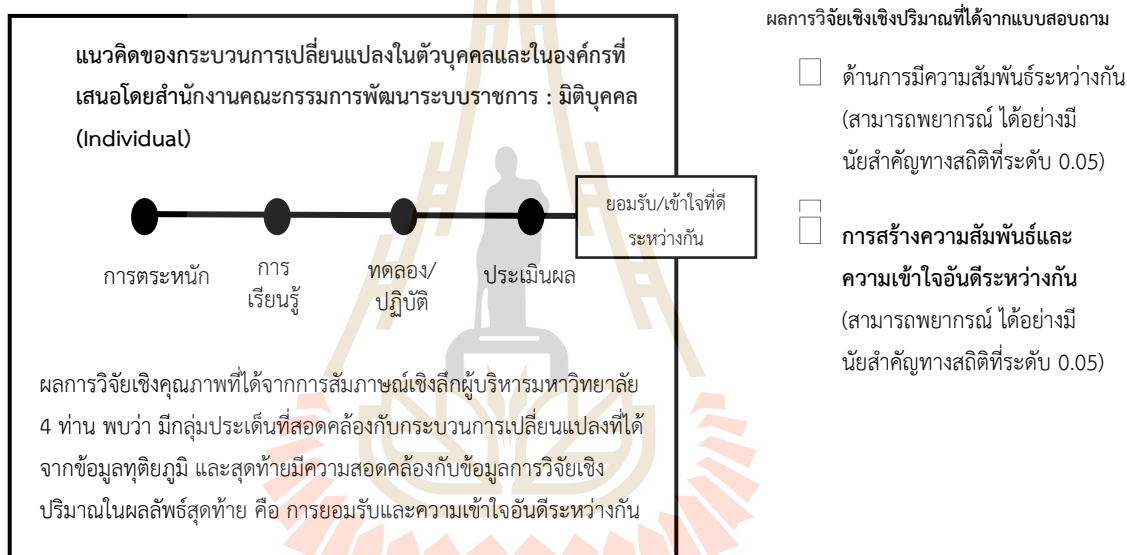 ผลการวิจัยเชิงเชิงปริมาณที่ได้จากแบบสอบถาม
แนวคิดของกระบวนการเปลี่ยนแปลงในตัวบุคคลและในองค์กรที่
เสนอโดยสำนักงานคณะกรรมการพัฒนาระบบราชการ : มิติบุคคล
(Individual)
ยอมรับ/เข้าใจที่ดี
ระหว่างกัน
การตระหนัก
การ
เรียนรู้
ทดลอง/
ปฏิบัติ
ประเมินผล
ผลการวิจัยเชิงคุณภาพที่ได้จากการสัมภาษณ์เชิงลึกผู้บริหารมหาวิทยาลัย
4 ท่าน พบว่า มีกลุ่มประเด็นที่สอดคล้องกับกระบวนการเปลี่ยนแปลงที่ได้
จากข้อมูลทุติยภูมิ และสุดท้ายมีความสอดคล้องกับข้อมูลการวิจัยเชิง
ปริมาณในผลลัพธ์สุดท้าย คือ การยอมรับและความเข้าใจอันดีระหว่างกัน
ด้านการมีความสัมพันธ์ระหว่างกัน
(สามารถพยากรณ์ ได้อย่างมี
นัยสำคัญทางสถิติที่ระดับ 0.05)
การสร้างความสัมพันธ์และ
ความเข้าใจอันดีระหว่างกัน
(สามารถพยากรณ์ ได้อย่างมี
นัยสำคัญทางสถิติที่ระดับ 0.05)